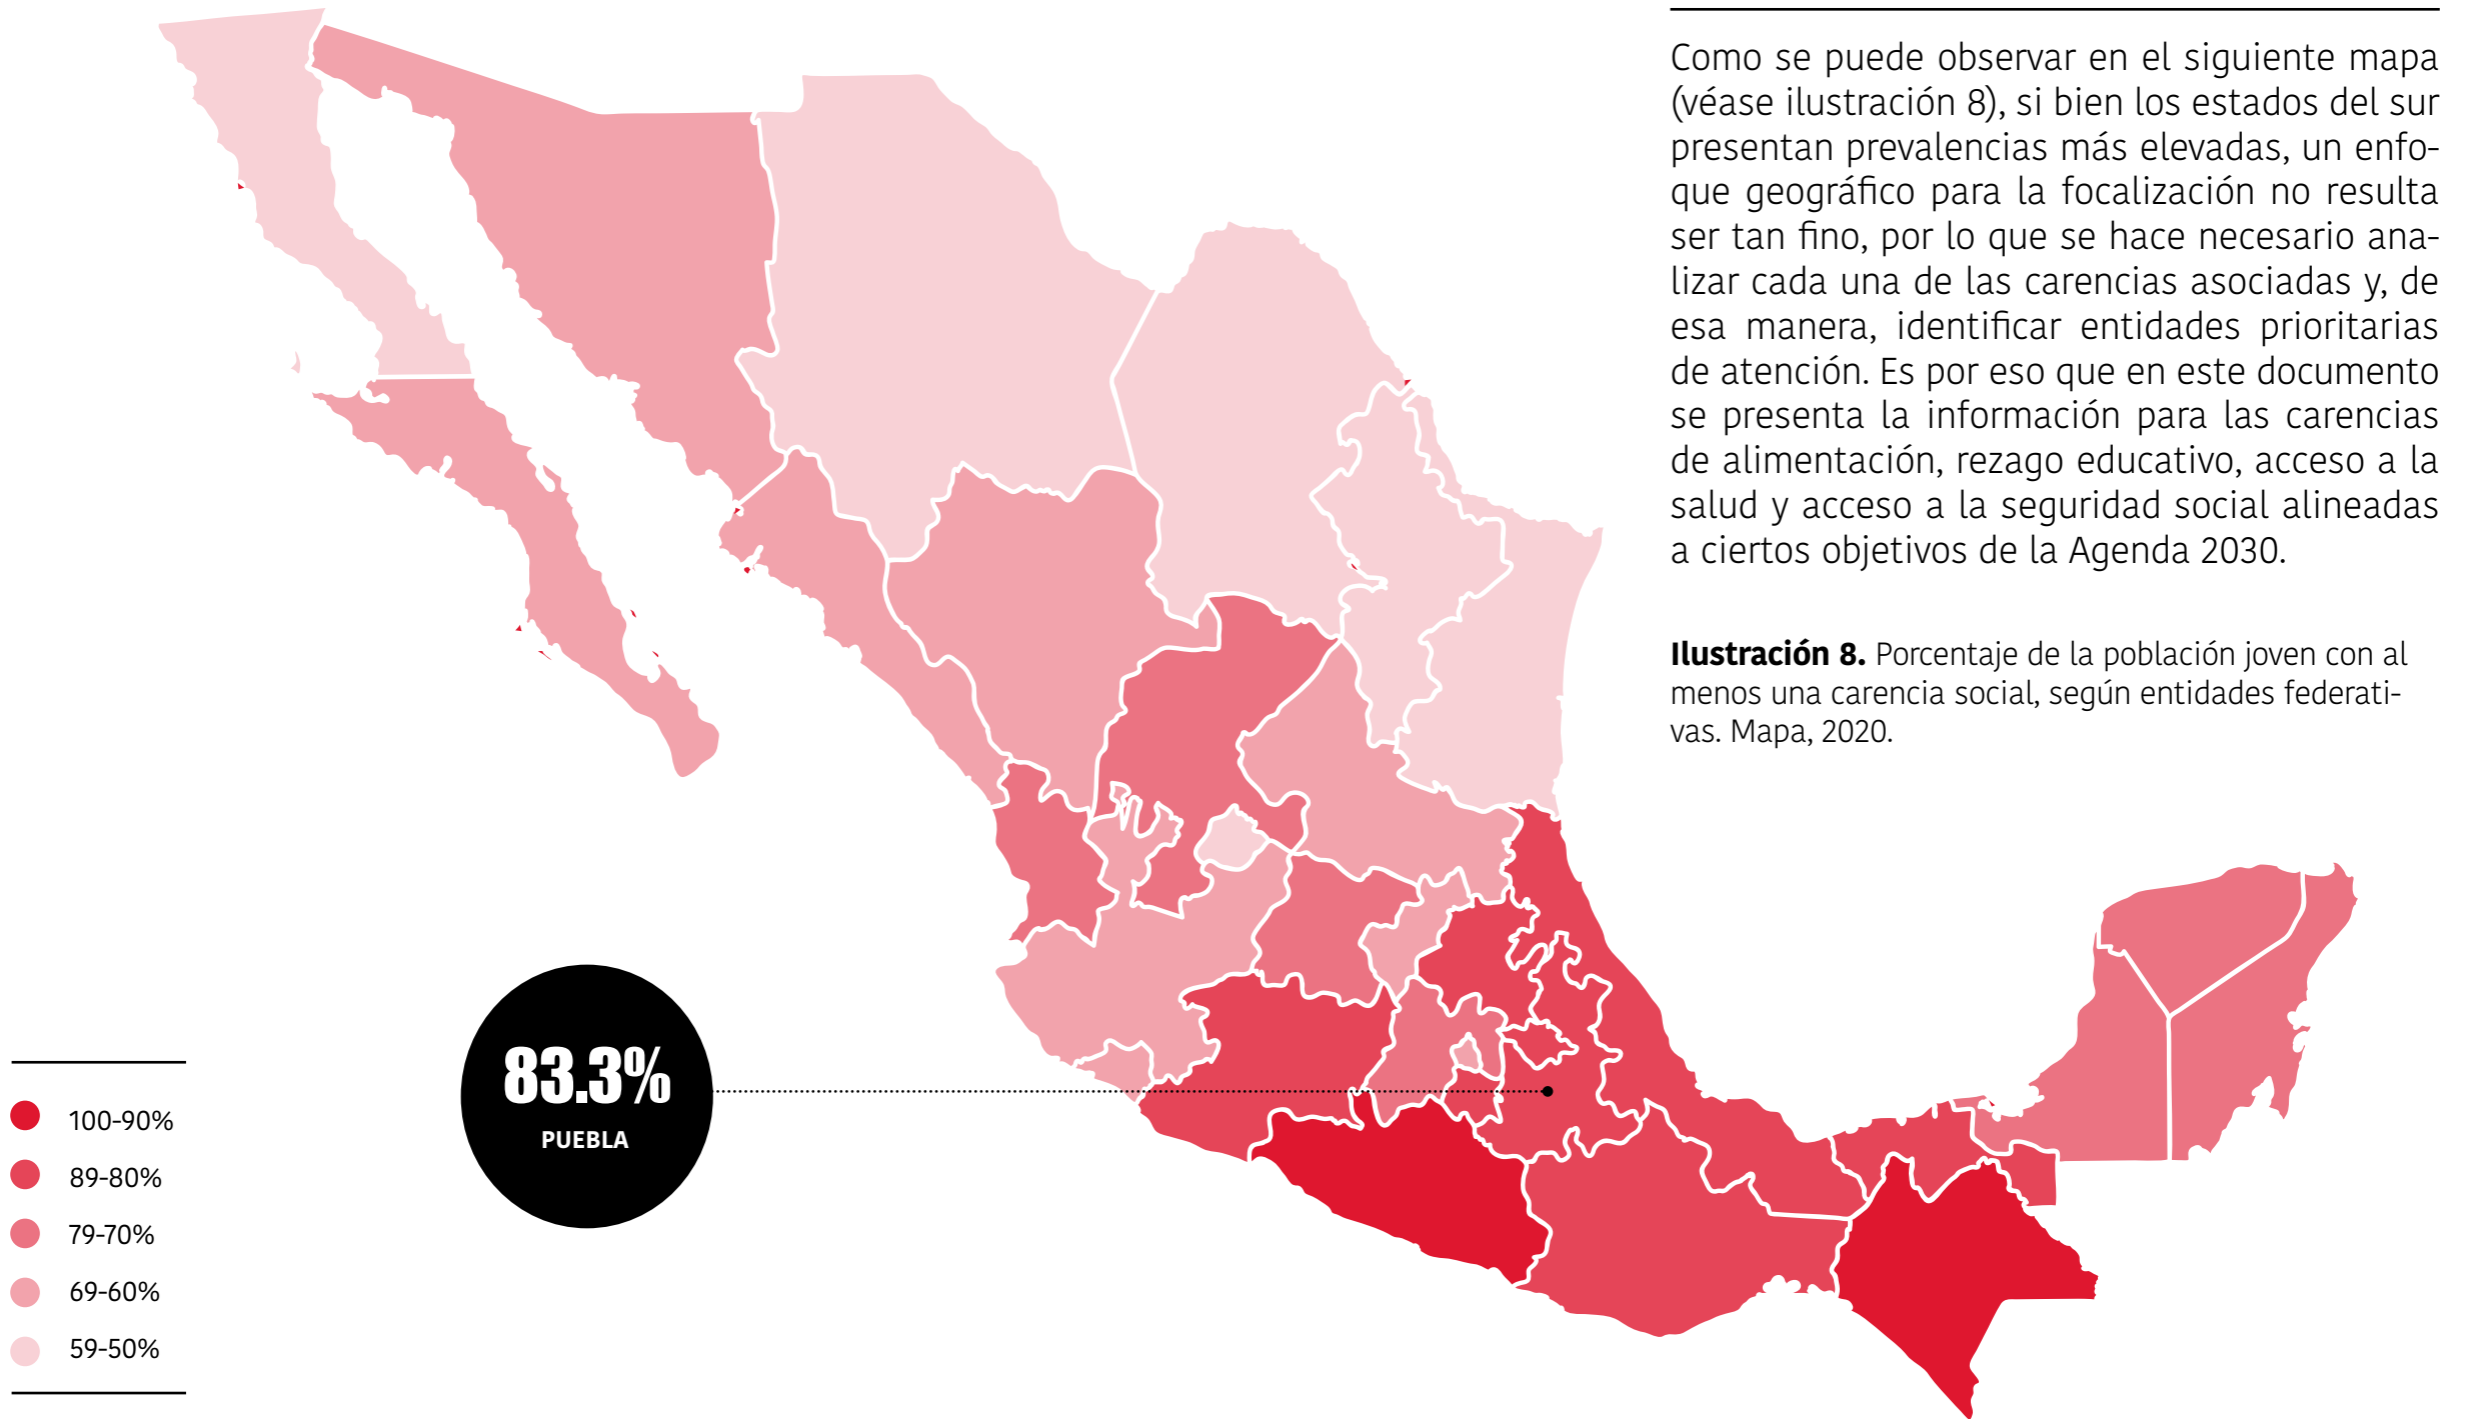 Como se puede observar en el siguiente mapa
(véase ilustración 8), si bien los estados del sur
presentan prevalencias más elevadas, un enfo-
que geográfico para la focalización no resulta
ser tan fino, por lo que se hace necesario ana-
lizar cada una de las carencias asociadas y, de
esa manera, identificar entidades prioritarias
de atención. Es por eso que en este documento
se presenta la información para las carencias
de alimentación, rezago educativo, acceso a la
salud y acceso a la seguridad social alineadas
a ciertos objetivos de la Agenda 2030.
Ilustración 8. Porcentaje de la población joven con al
menos una carencia social, según entidades federati-
vas. Mapa, 2020.
83.3%
PUEBLA
100-90%
89-80%
79-70%
69-60%
59-50%